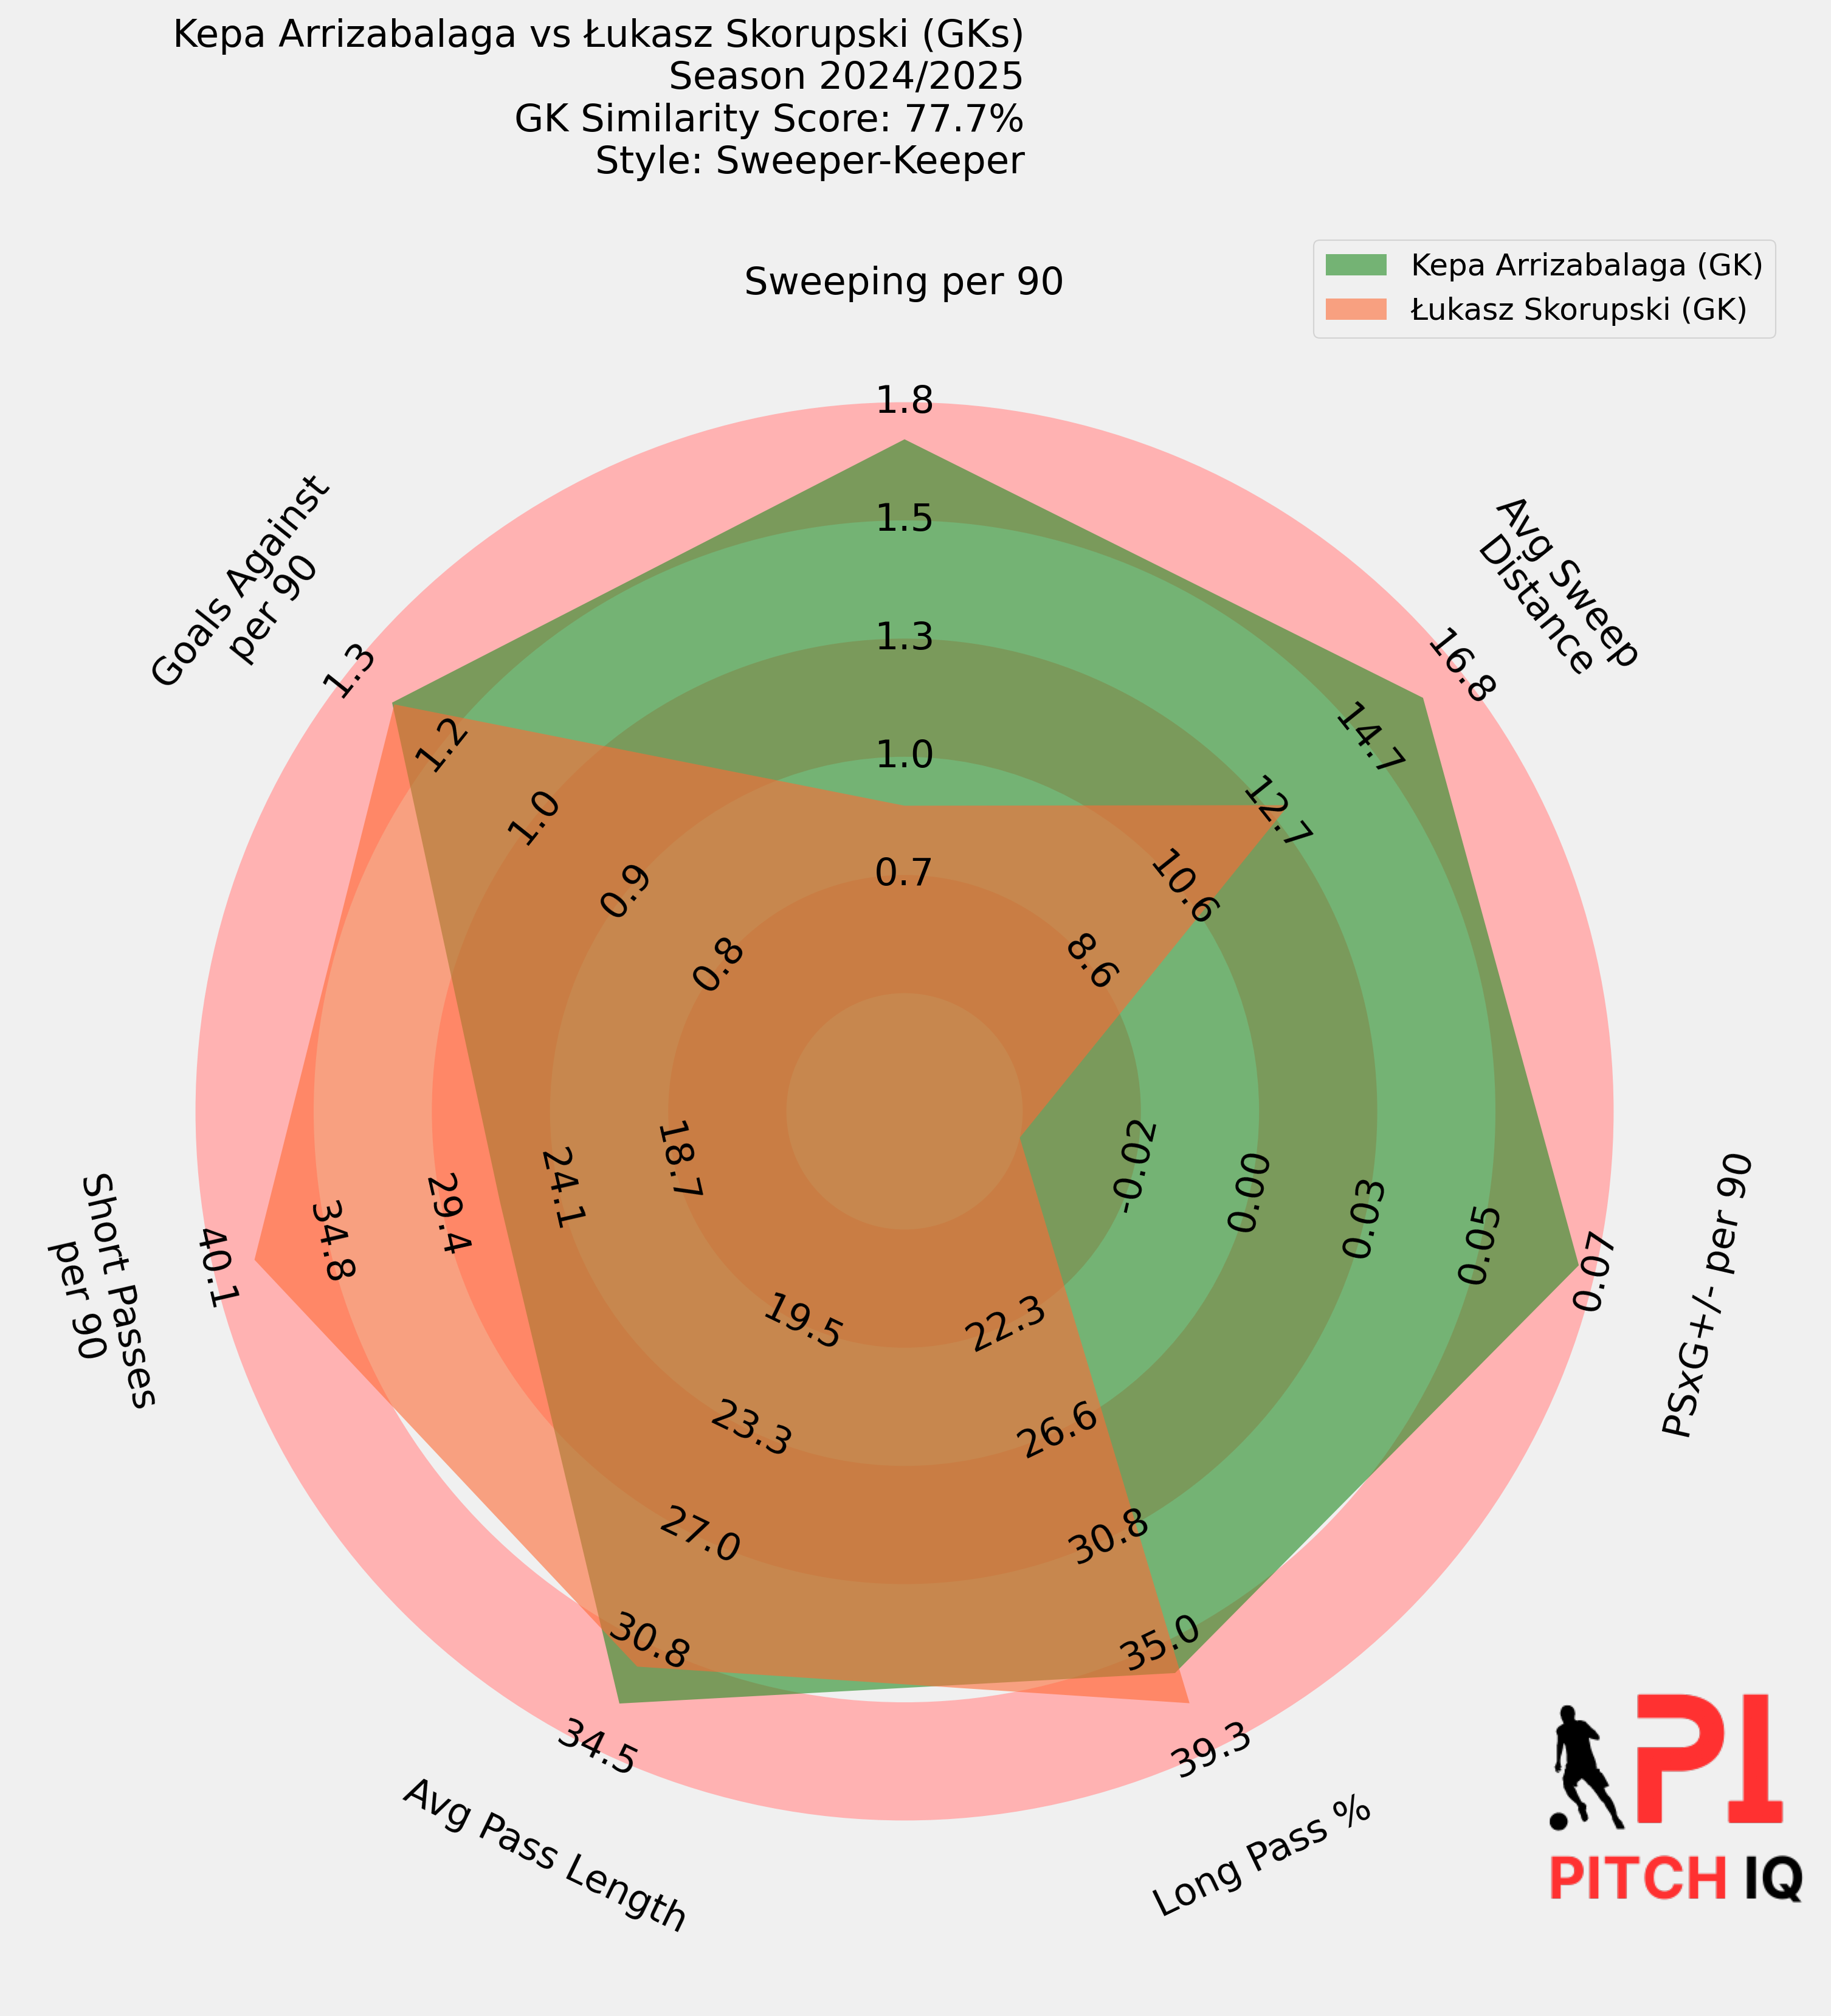 Kepa Arrizabalaga vs Łukasz Skorupski (GKs)
Season 2024/2025
GK Similarity Score: 77.7%
Style: Sweeper-Keeper
Kepa Arrizabalaga (GK)
Łukasz Skorupski (GK)
Sweeping per 90
1.8
1.5
1.3
1.0
0.7
Avg Sweep
Distance
16.8
14.7
12.7
10.6
8.6
PSxG+/- per 90
-0.02
0.00
0.03
0.05
0.07
Long Pass %
22.3
26.6
30.8
35.0
39.3
Avg Pass Length
19.5
23.3
27.0
30.8
34.5
Short Passes
per 90
40.1
34.8
29.4
24.1
18.7
Goals Against
per 90
1.3
1.2
1.0
0.9
0.8
PI
PITCH IQ